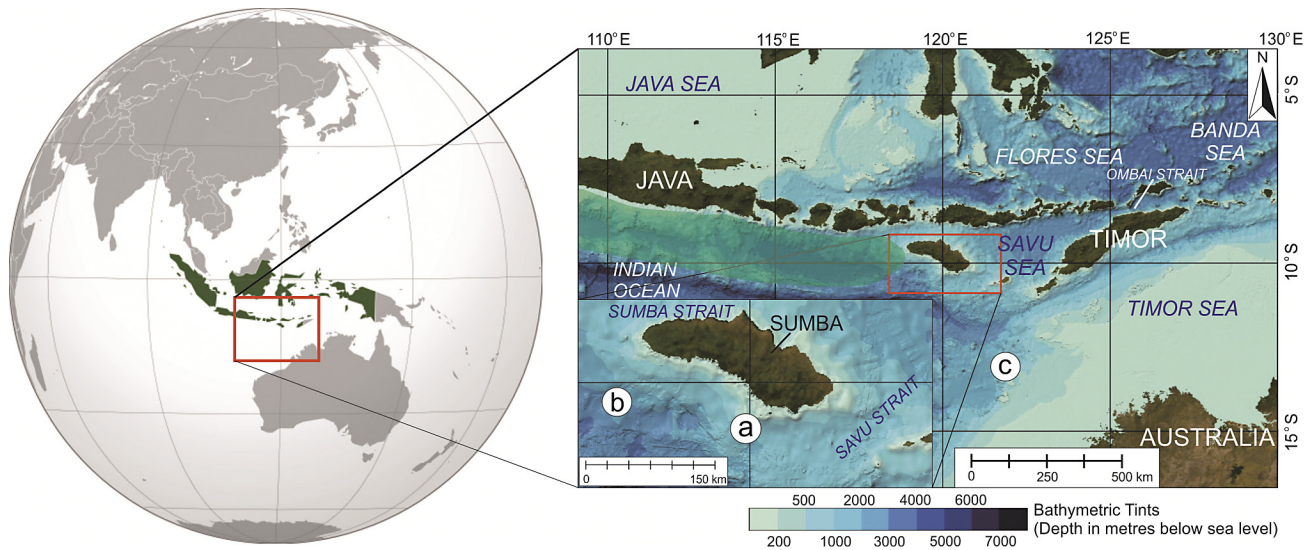 110°E 115°E 120°E 125°E 130°E
N
JAVA SEA
5°S
BANDA
SEA
FLORES SEA
OMBAI STRAIT
JAVA
TIMOR
SAVU
SEA
10°S
INDIAN
OCEAN
TIMOR SEA
SUMBA STRAIT
SUMBA
c
b
a
SAVU STRAIT
15°S
AUSTRALIA
0 150 km
0 250 500 km
500 2000 4000 6000
200 1000 3000 5000 7000
Bathymetric Tints
(Depth in metres below sea level)